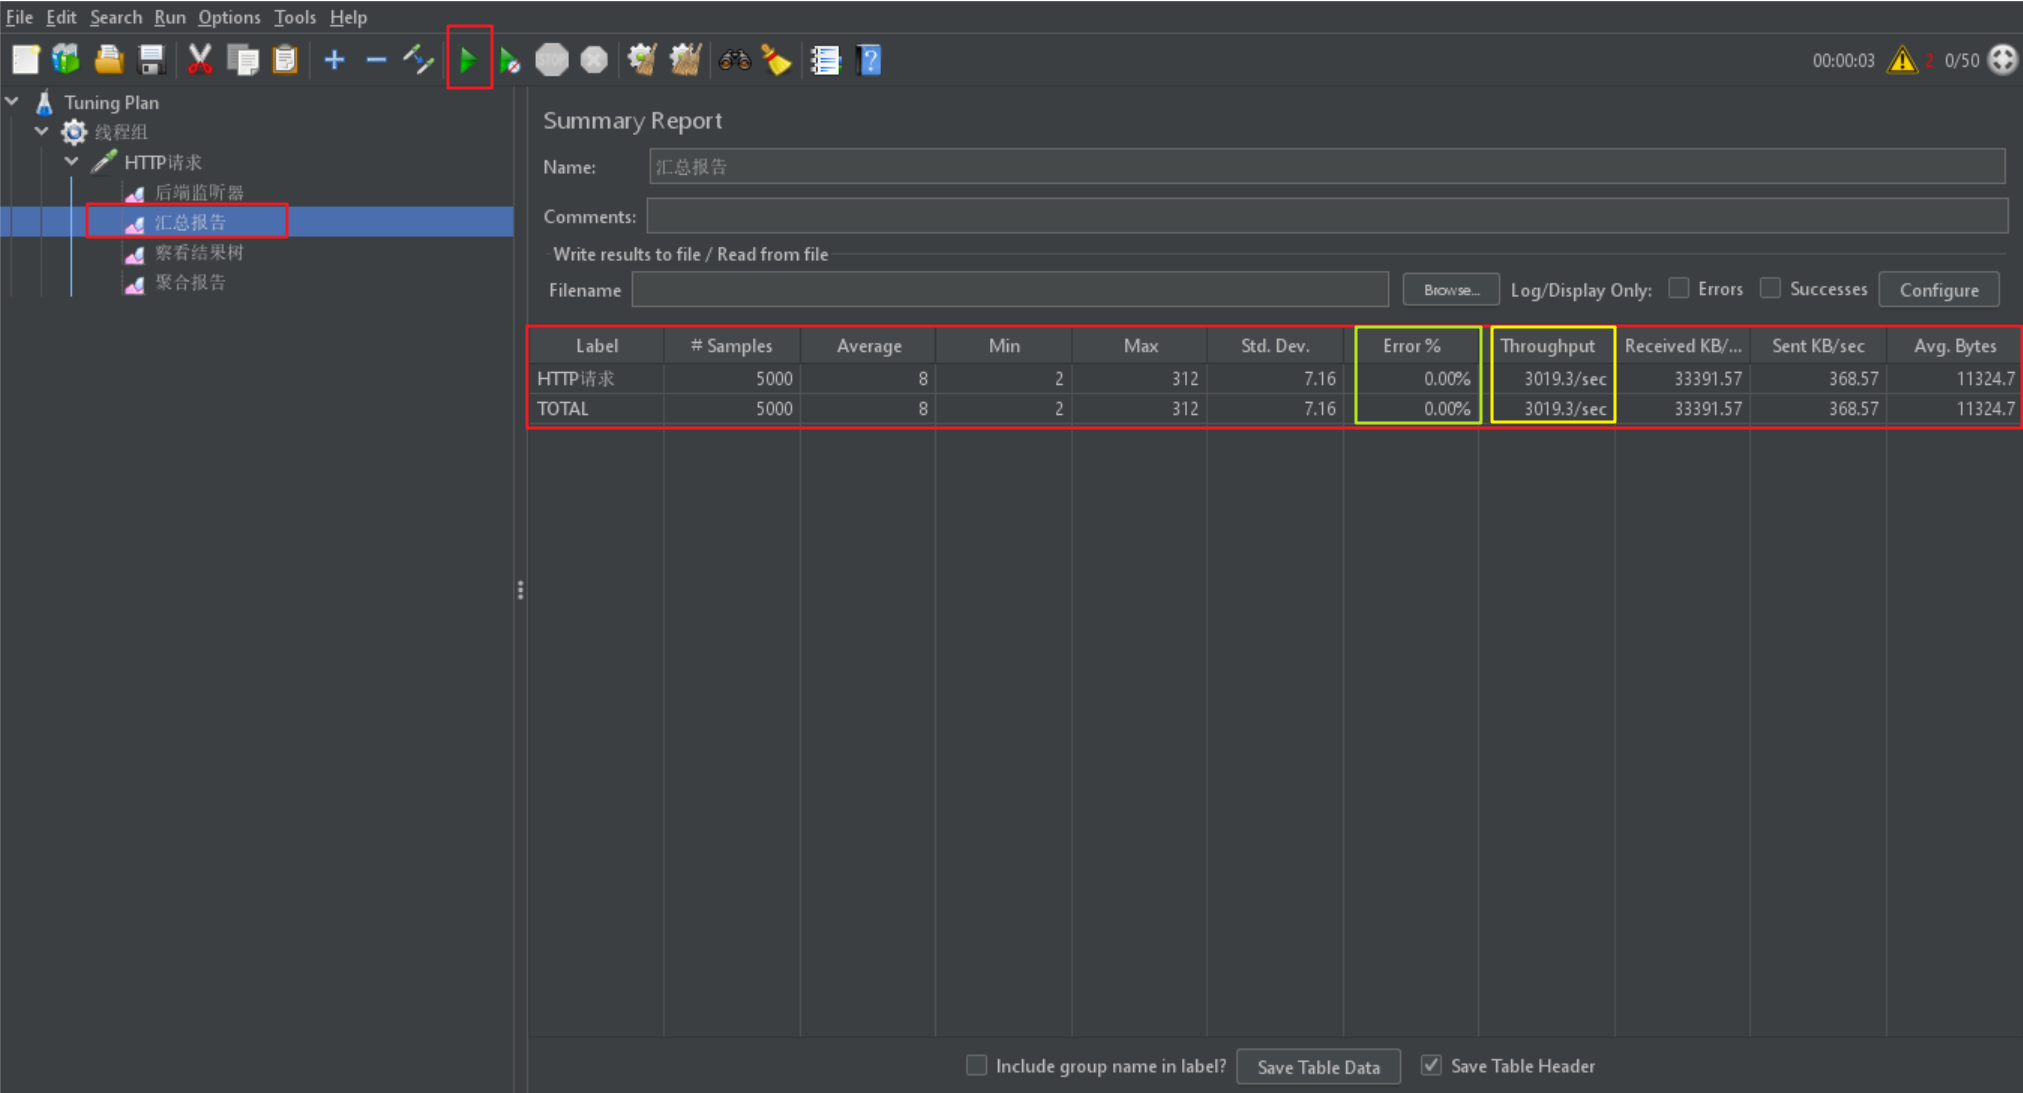 File Edit Search Run Options Tools Help
STOP
00:00:03 2 0/50
Tuning Plan
线程组
HTTP请求
后端监听器
汇总报告
察看结果树
聚合报告
Summary Report
Name: 汇总报告
Comments:
Write results to file / Read from file
Filename Browse... Log/Display Only: Errors Successes Configure
Label # Samples Average Min Max Std. Dev. Error % Throughput Received KB/... Sent KB/sec Avg. Bytes
HTTP请求 5000 8 2 312 7.16 0.00% 3019.3/sec 33391.57 368.57 11324.7
TOTAL 5000 8 2 312 7.16 0.00% 3019.3/sec 33391.57 368.57 11324.7
Include group name in label? Save Table Data Save Table Header